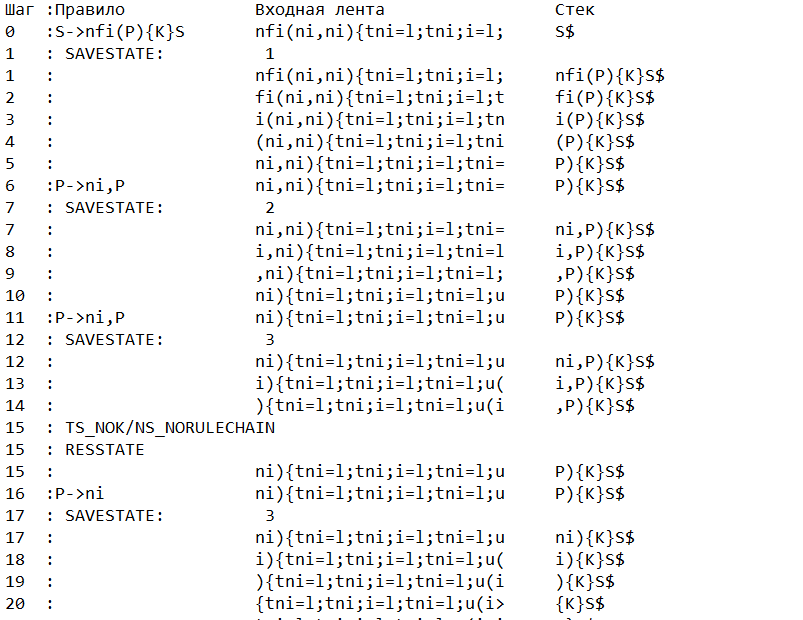 Шаг :Правило Входная лента Стек
0 :S->nfi(P){K}S nfi(ni,ni){tni=l;tni;i=l; S$
1 : SAVESTATE: 1
1 : nfi(ni,ni){tni=l;tni;i=l; nfi(P){K}S$
2 : fi(ni,ni){tni=l;tni;i=l;t fi(P){K}S$
3 : i(ni,ni){tni=l;tni;i=l;tn i(P){K}S$
4 : (ni,ni){tni=l;tni;i=l;tni (P){K}S$
5 : ni,ni){tni=l;tni;i=l;tni= P){K}S$
6 :P->ni,P ni,ni){tni=l;tni;i=l;tni= P){K}S$
7 : SAVESTATE: 2
7 : ni,ni){tni=l;tni;i=l;tni= ni,P){K}S$
8 : i,ni){tni=l;tni;i=l;tni=l i,P){K}S$
9 : ,ni){tni=l;tni;i=l;tni=l; ,P){K}S$
10 : ni){tni=l;tni;i=l;tni=l;u P){K}S$
11 :P->ni,P ni){tni=l;tni;i=l;tni=l;u P){K}S$
12 : SAVESTATE: 3
12 : ni){tni=l;tni;i=l;tni=l;u ni,P){K}S$
13 : i){tni=l;tni;i=l;tni=l;u( i,P){K}S$
14 : ){tni=l;tni;i=l;tni=l;u(i ,P){K}S$
15 : TS_NOK/NS_NORULECHAIN
15 : RESSTATE
15 : ni){tni=l;tni;i=l;tni=l;u P){K}S$
16 :P->ni ni){tni=l;tni;i=l;tni=l;u P){K}S$
17 : SAVESTATE: 3
17 : ni){tni=l;tni;i=l;tni=l;u ni){K}S$
18 : i){tni=l;tni;i=l;tni=l;u( i){K}S$
19 : ){tni=l;tni;i=l;tni=l;u(i ){K}S$
20 : {tni=l;tni;i=l;tni=l;u(i> {K}S$